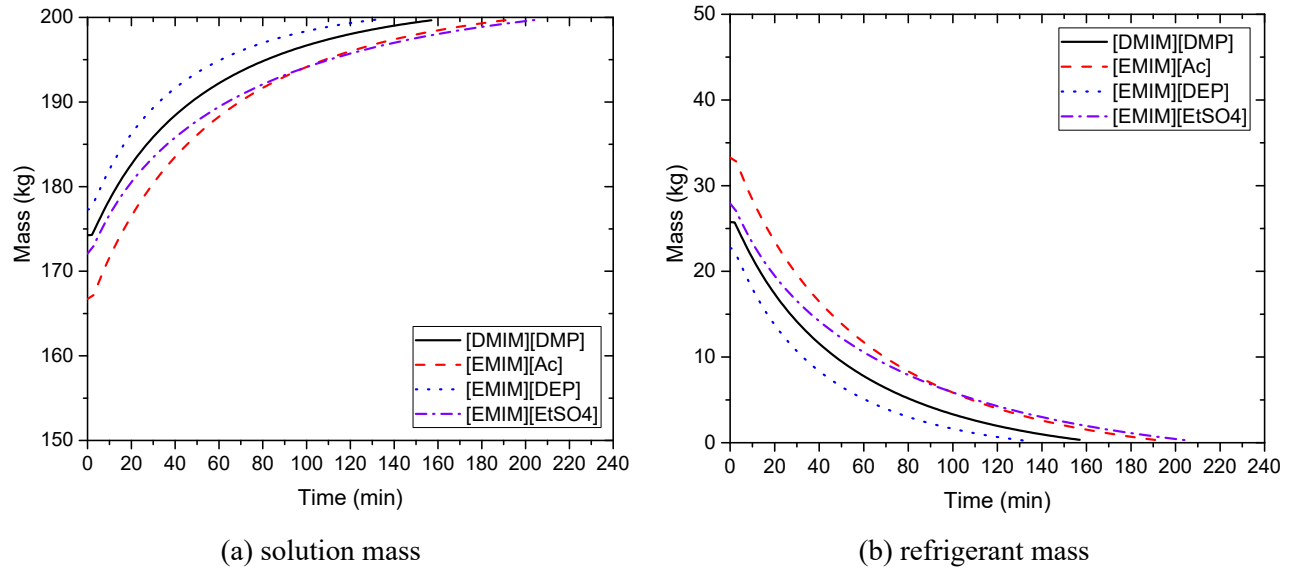 200
190
180
170
160
150
Mass (kg)
[DMIM][DMP]
[EMIM][Ac]
[EMIM][DEP]
[EMIM][EtSO4]
0 20 40 60 80 100 120 140 160 180 200 220 240
Time (min)
(a) solution mass
50
40
30
20
10
0
Mass (kg)
[DMIM][DMP]
[EMIM][Ac]
[EMIM][DEP]
[EMIM][EtSO4]
0 20 40 60 80 100 120 140 160 180 200 220 240
Time (min)
(b) refrigerant mass